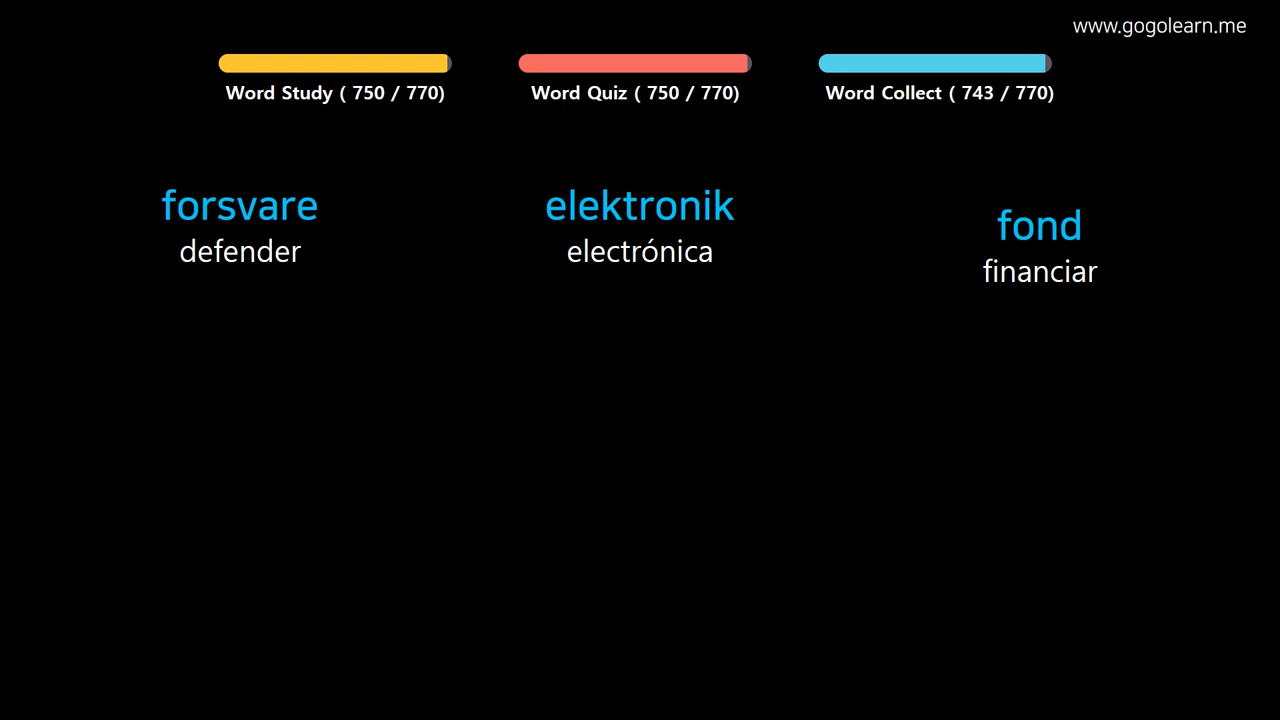 www.gogolearn.me
Word Study ( 750 / 770)
Word Quiz ( 750 / 770)
Word Collect ( 743 / 770)
forsvare
defender
elektronik
electrónica
fond
financiar